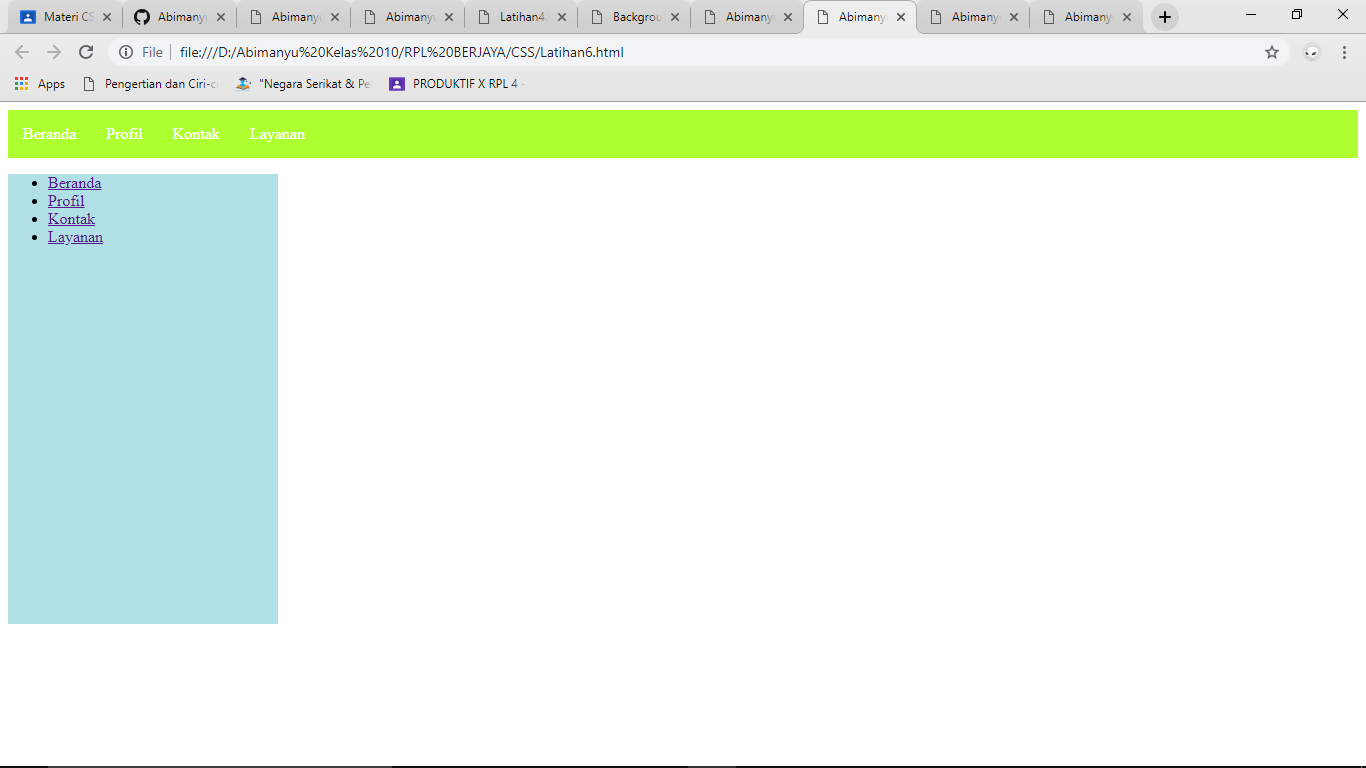 Materi CS
Abimanyu
Abimanyu
Abimanyu
Latihan4.
Backgrou
Abimanyu
Abimanyu
Abimanyu
Abimanyu
File
file:///D:/Abimanyu%20Kelas%2010/RPL%20BERJAYA/CSS/Latihan6.html
Apps
Pengertian dan Ciri-c
"Negara Serikat & Pe
PRODUKTIF X RPL 4 -
Beranda Profil Kontak Layanan
Beranda
Profil
Kontak
Layanan